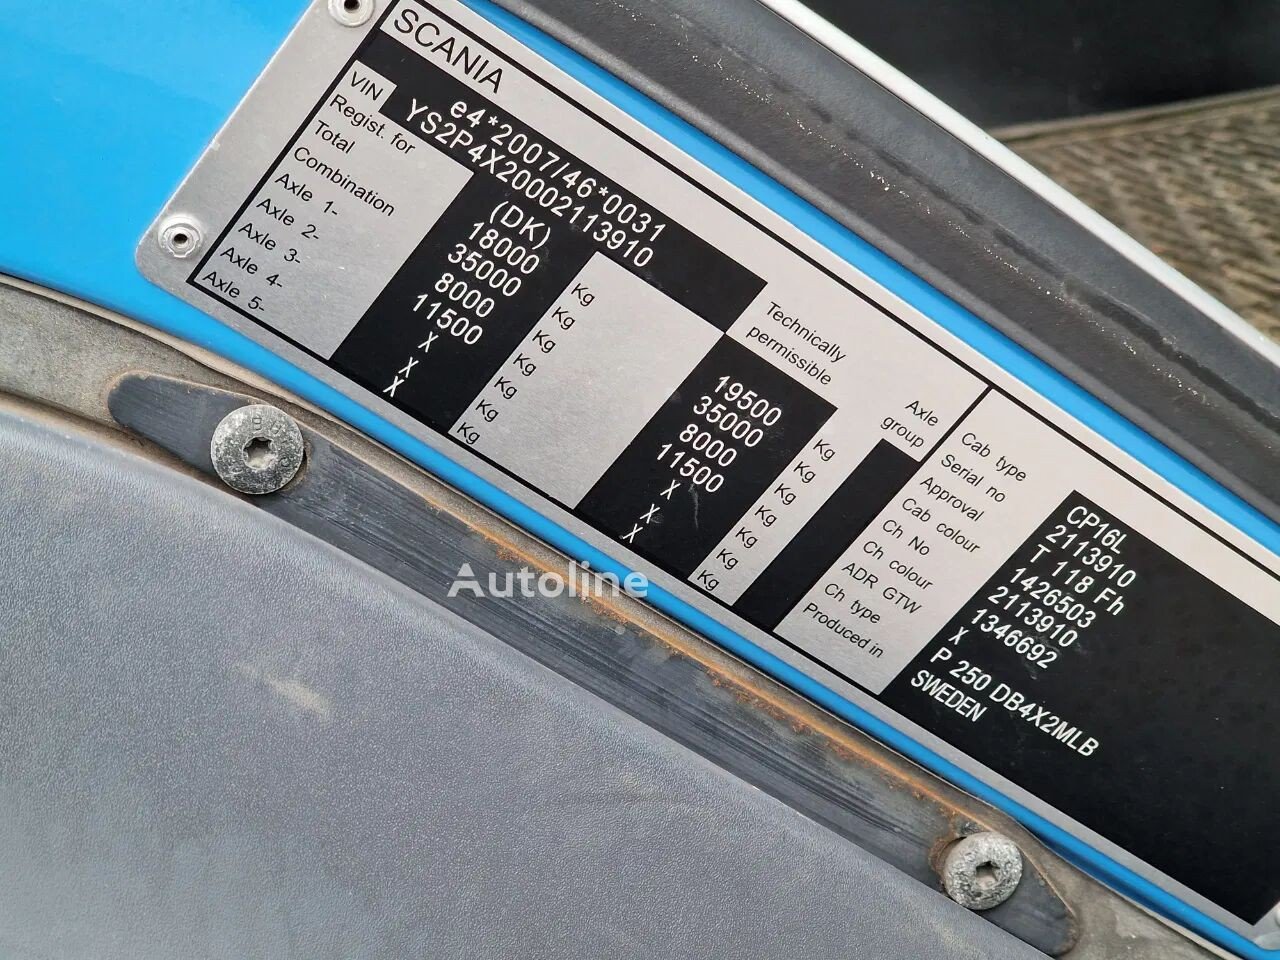 SCANIA
e4*2007/46*0031
VIN YS2P4X20002113910
Regist. for (DK) Technically permissible Axle group
Total 18000 Kg 19500 Kg
Combination 35000 Kg 35000 Kg
Axle 1- 8000 Kg 8000 Kg
Axle 2- 11500 Kg 11500 Kg
Axle 3- X Kg X Kg
Axle 4- X Kg X Kg
Axle 5- X Kg X Kg
Cab type CP16L
Serial no 2113910
Approval T 118 Fh
Cab colour 1426503
Ch No 2113910
Ch colour 1346692
ADR GTW X
Ch type P 250 DB4X2MLB
Produced in SWEDEN
Autoline